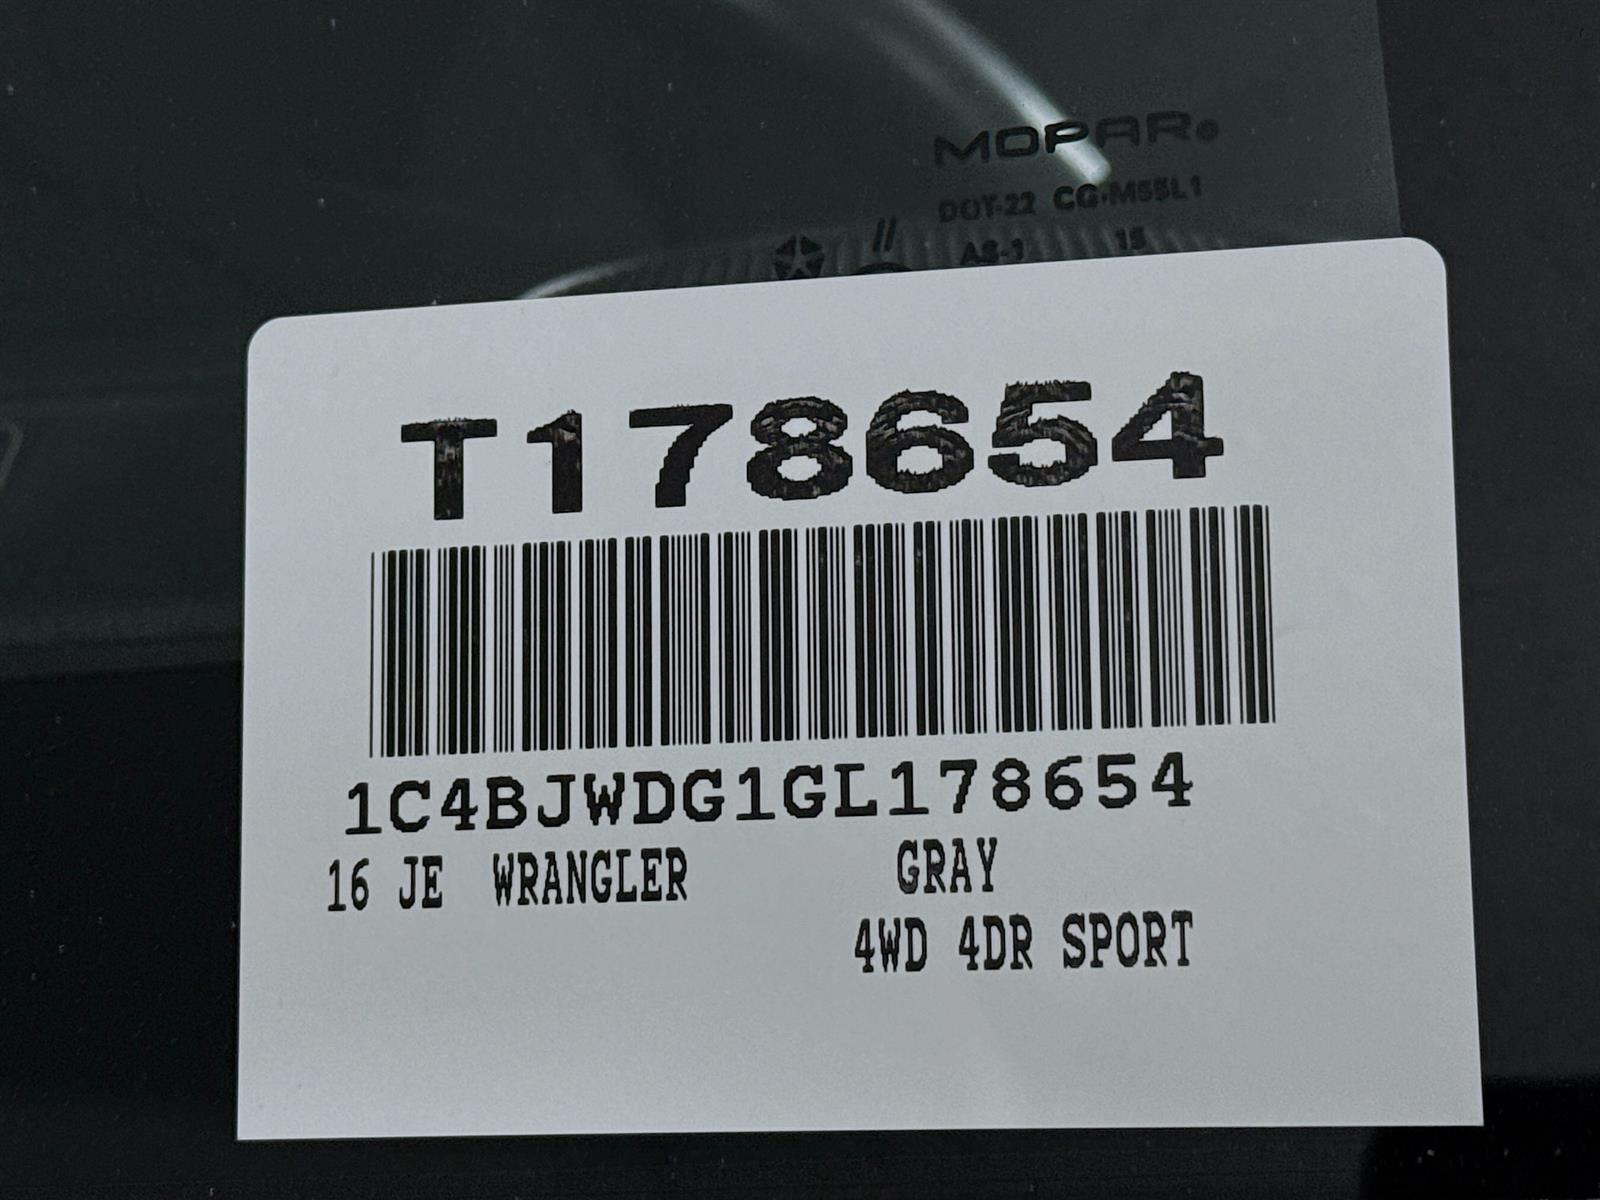 MOPAR®
DOT-22 CG-M55L1
AS-1 15
T178654
1C4BJWDG1GL178654
16 JE WRANGLER GRAY
4WD 4DR SPORT